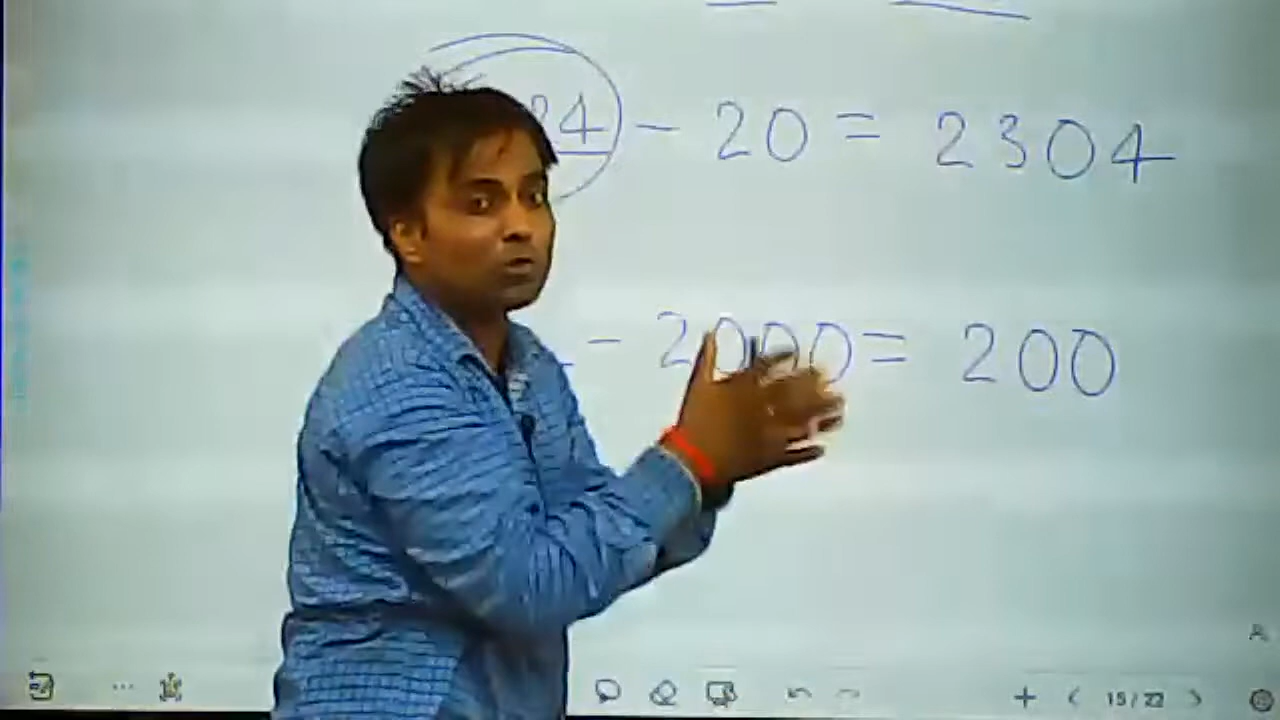 24 - 20 = 2304
- 2000 = 200
15 / 22